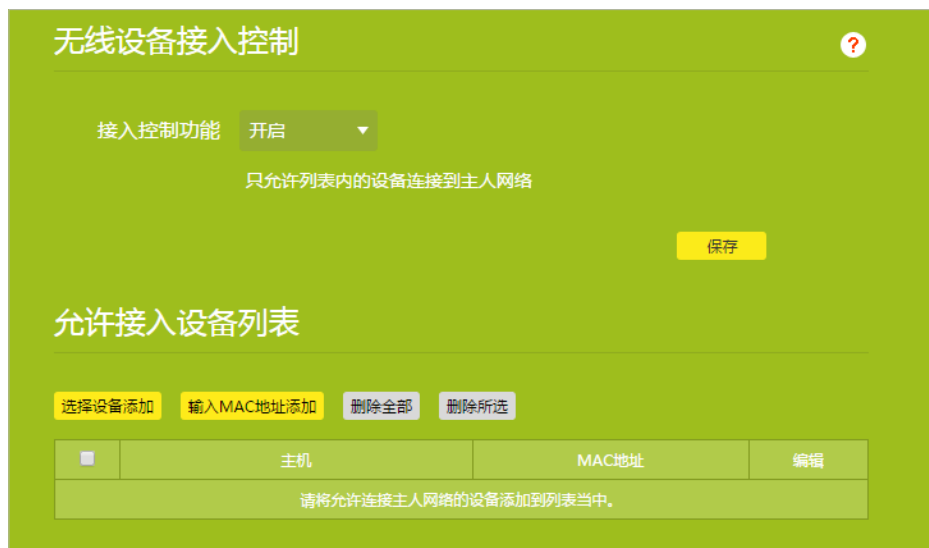 无线设备接入控制
?
接入控制功能 开启
只允许列表内的设备连接到主人网络
保存
允许接入设备列表
选择设备添加 输入MAC地址添加 删除全部 删除所选
主机 MAC地址 编辑
请将允许连接主人网络的设备添加到列表当中。